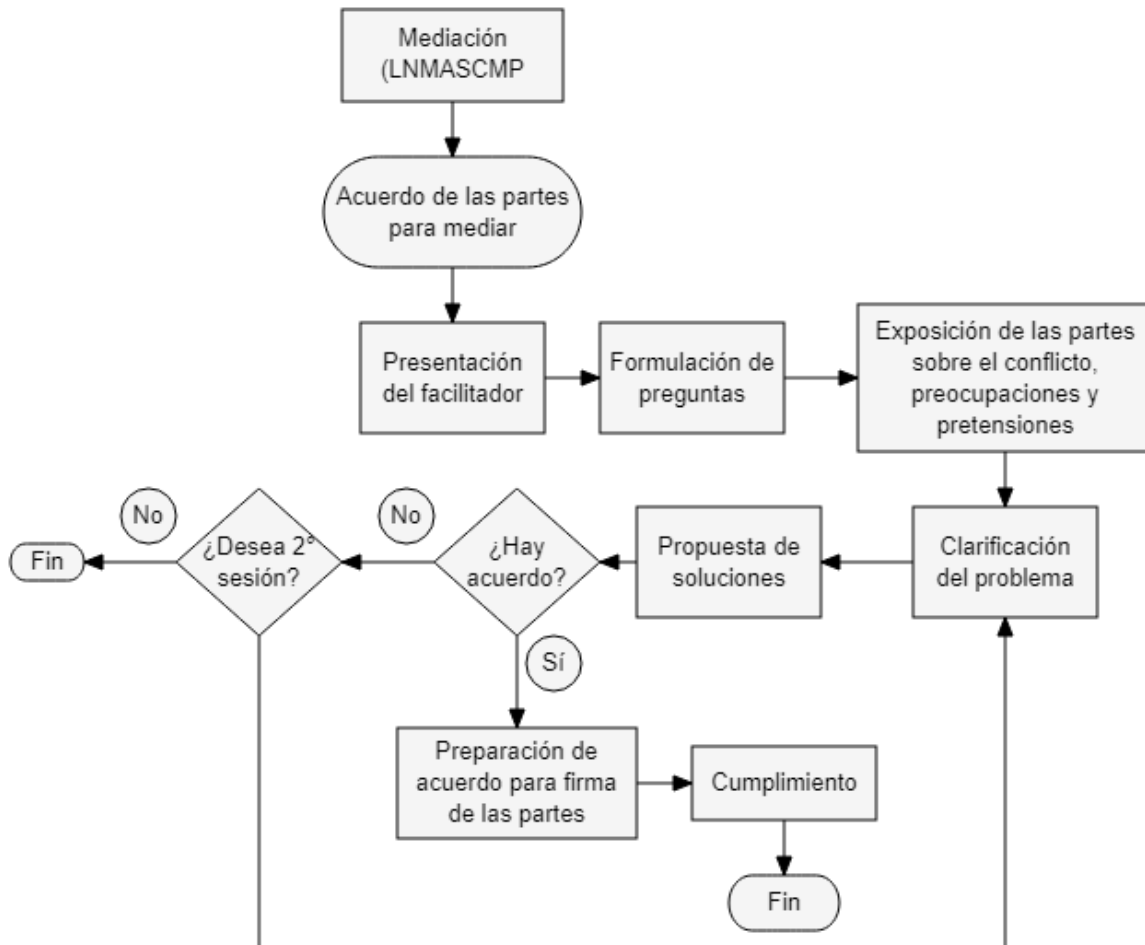 Mediación
(LNMASCMP
Acuerdo de las partes
para mediar
Presentación
del facilitador
Formulación de
preguntas
Exposición de las partes
sobre el conflicto,
preocupaciones y
pretensiones
Clarificación
del problema
Propuesta de
soluciones
¿Hay
acuerdo?
No
¿Desea 2°
sesión?
No
Fin
Sí
Preparación de
acuerdo para firma
de las partes
Cumplimiento
Fin